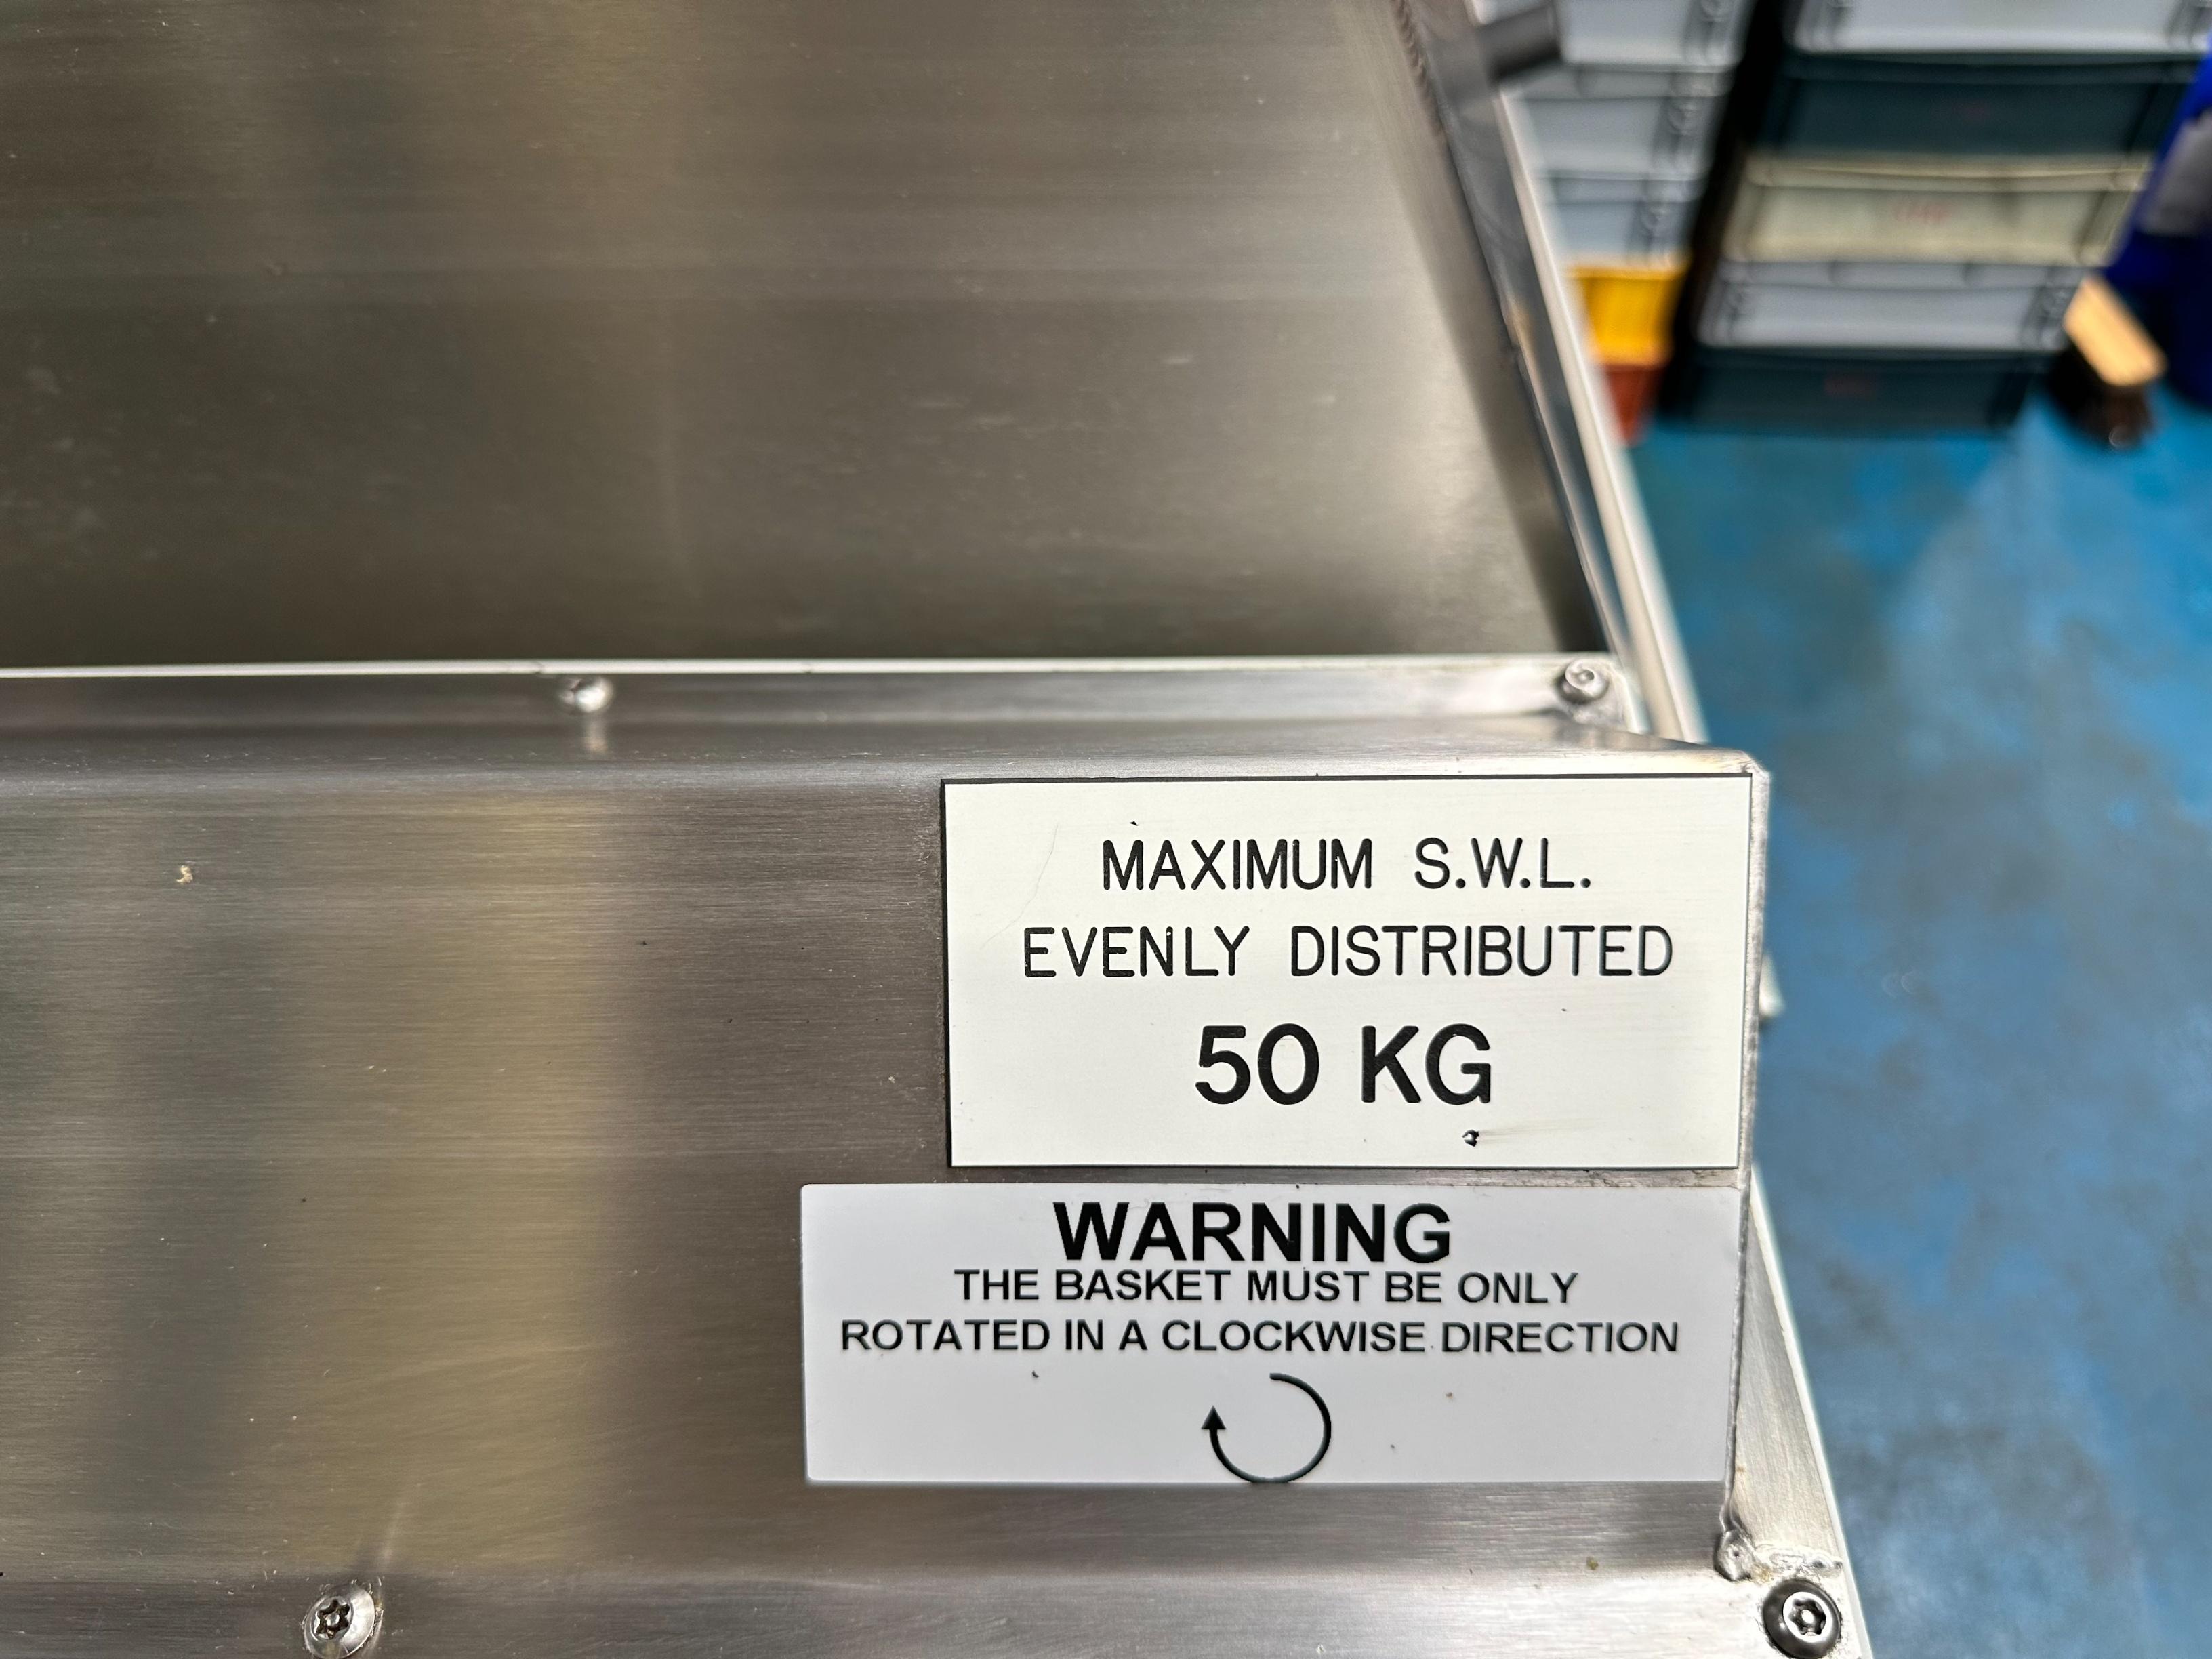 MAXIMUM S.W.L.
EVENLY DISTRIBUTED
50 KG
WARNING
THE BASKET MUST BE ONLY
ROTATED IN A CLOCKWISE DIRECTION